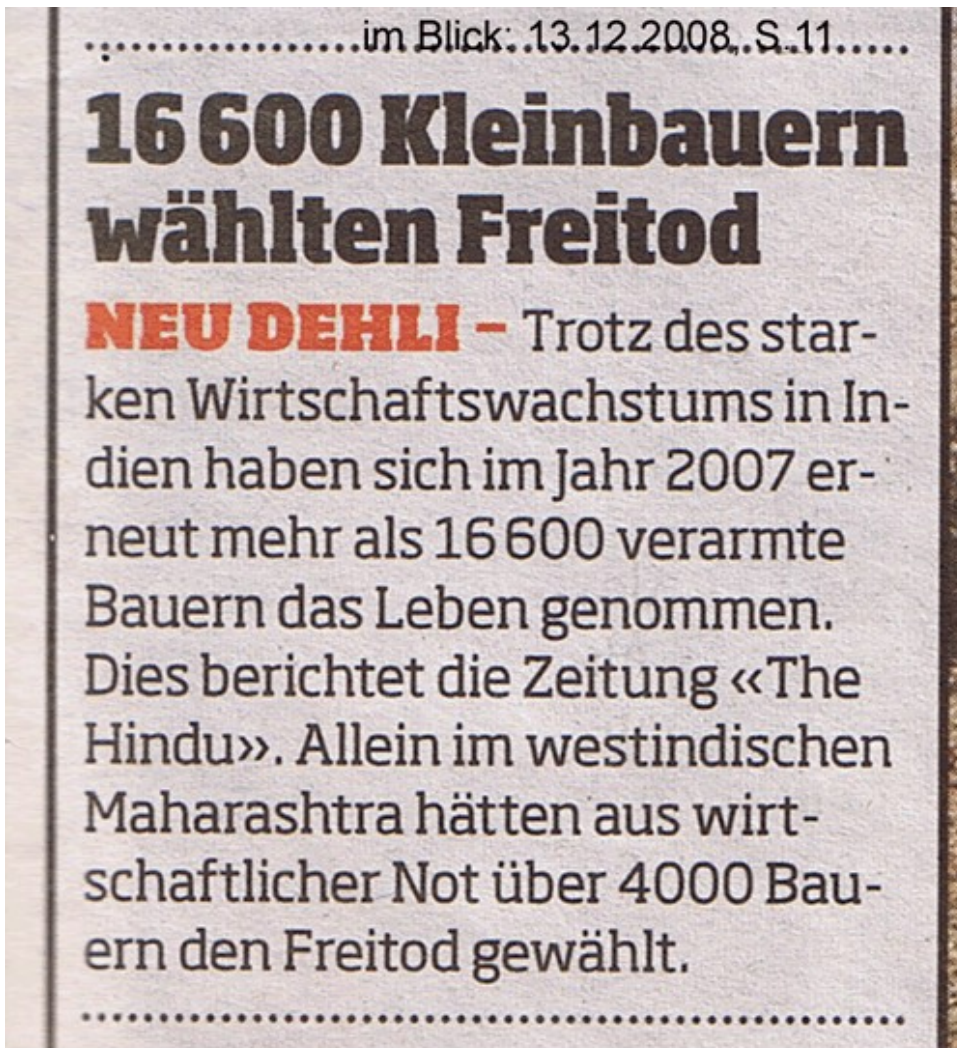 im Blick: 13.12.2008, S.11
16 600 Kleinbauern
wählten Freitod
NEU DEHLI – Trotz des star-
ken Wirtschaftswachstums in In-
dien haben sich im Jahr 2007 er-
neut mehr als 16 600 verarmte
Bauern das Leben genommen.
Dies berichtet die Zeitung «The
Hindu». Allein im westindischen
Maharashtra hätten aus wirt-
schaftlicher Not über 4000 Bau-
ern den Freitod gewählt.